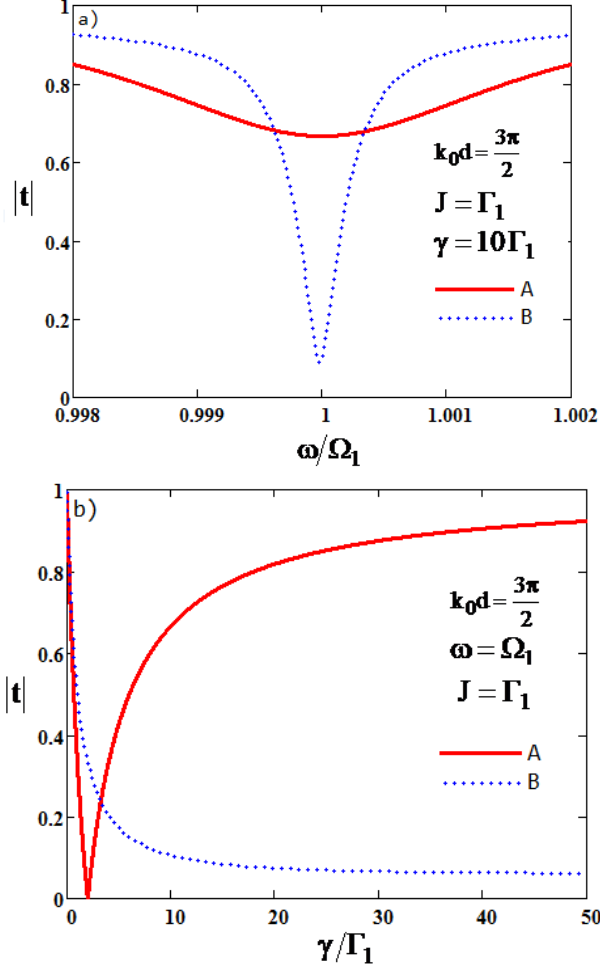 1
a)
0.8
0.6
|t|
0.4
0.2
0
k₀d = 3π/2
J = Γ₁
γ = 10Γ₁
A
B
0.998 0.999 1 1.001 1.002
ω/Ω₁
1
b)
0.8
0.6
|t|
0.4
0.2
0
k₀d = 3π/2
ω = Ω₁
J = Γ₁
A
B
0 10 20 30 40 50
γ/Γ₁